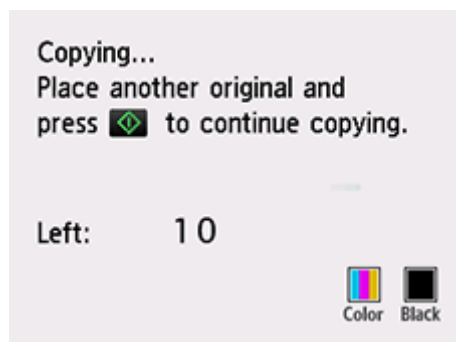 Copying...
Place another original and
press to continue copying.
Left: 10
Color Black